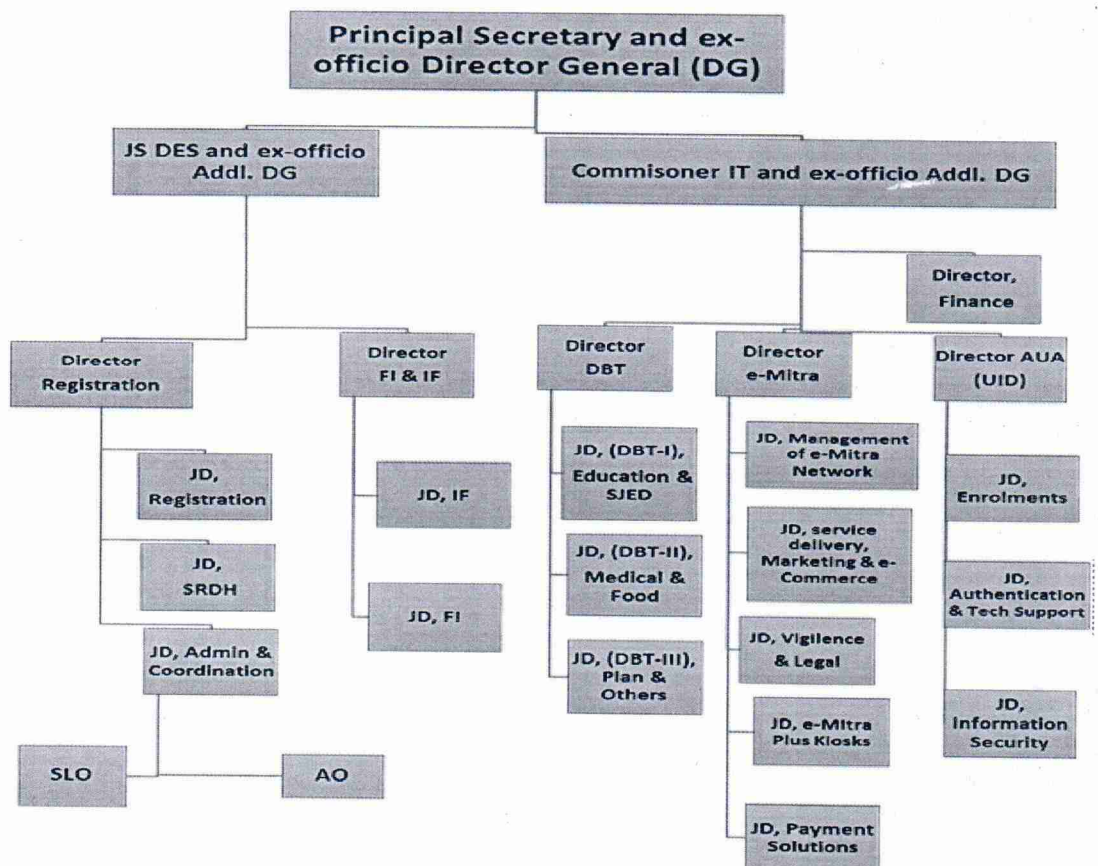 Principal Secretary and ex-
officio Director General (DG)
JS DES and ex-officio
Addl. DG
Commisoner IT and ex-officio Addl. DG
Director,
Finance
Director
Registration
Director
FI & IF
Director
DBT
Director
e-Mitra
Director AUA
(UID)
JD,
Registration
JD,
SRDH
JD, Admin &
Coordination
SLO
AO
JD, IF
JD, FI
JD, (DBT-I),
Education &
SJED
JD, (DBT-II),
Medical &
Food
JD, (DBT-III),
Plan &
Others
JD, Management
of e-Mitra
Network
JD, service
delivery,
Marketing & e-
Commerce
JD, Vigilence
& Legal
JD, e-Mitra
Plus Kiosks
JD, Payment
Solutions
JD,
Enrolments
JD,
Authentication
& Tech Support
JD,
Information
Security